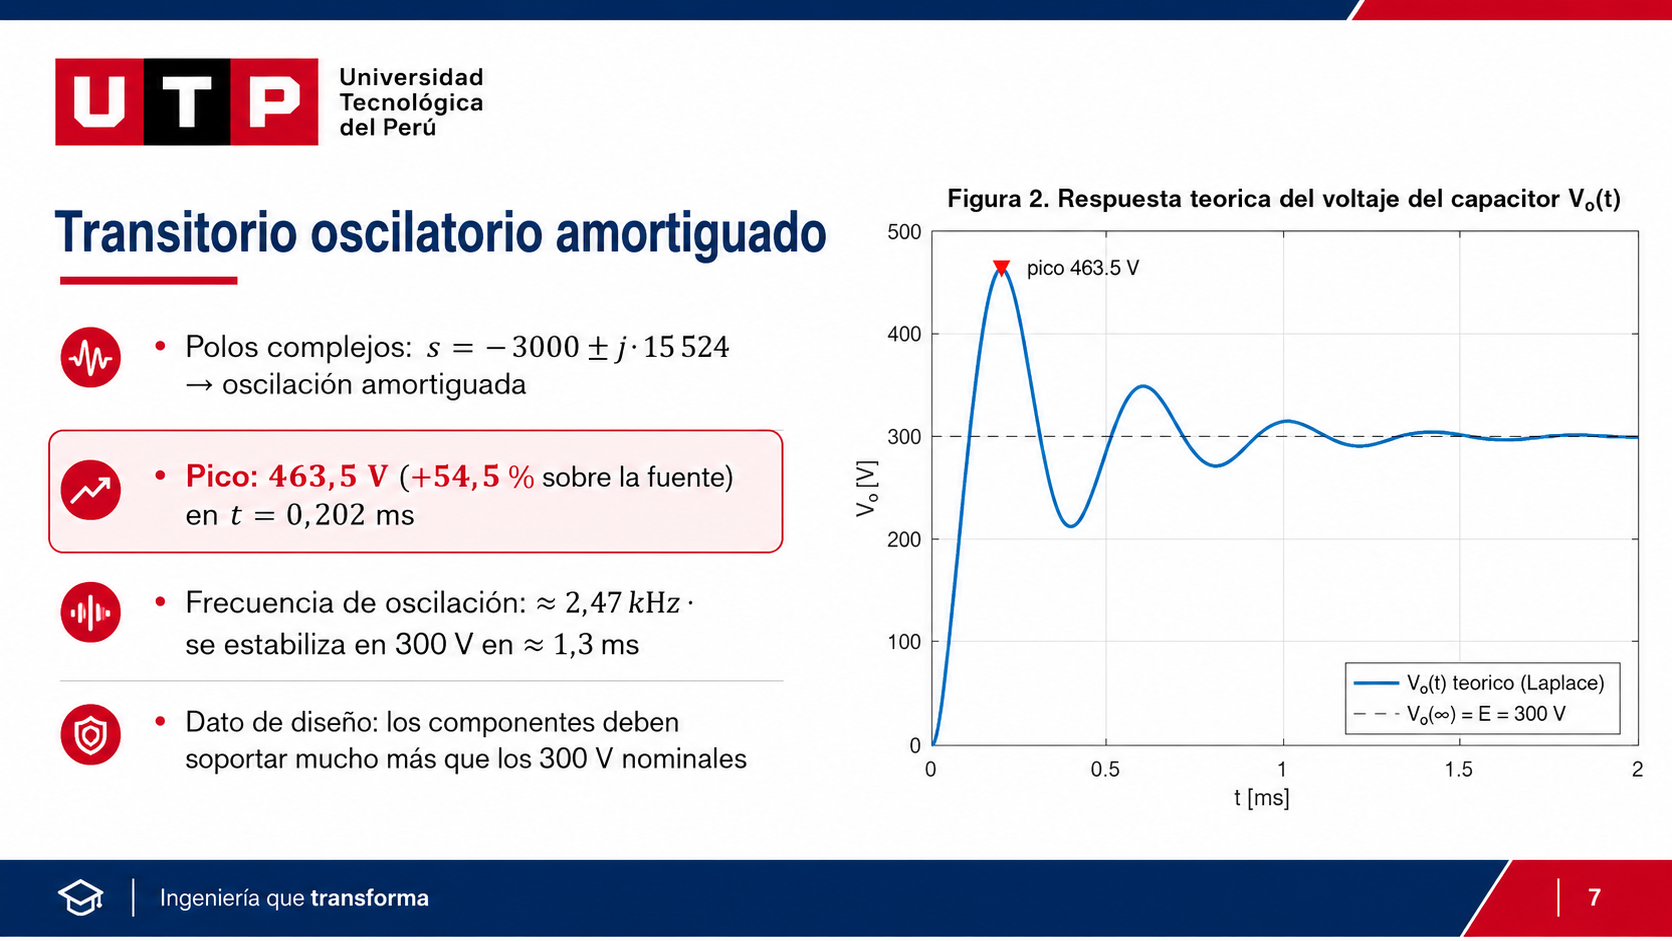 UTP
Universidad
Tecnológica
del Perú
Transitorio oscilatorio amortiguado
• Polos complejos: s = − 3000 ± j · 15 524
→ oscilación amortiguada
• Pico: 463,5 V (+54,5 % sobre la fuente)
en t = 0,202 ms
• Frecuencia de oscilación: ≈ 2,47 kHz ·
se estabiliza en 300 V en ≈ 1,3 ms
• Dato de diseño: los componentes deben
soportar mucho más que los 300 V nominales
Figura 2. Respuesta teorica del voltaje del capacitor Vₒ(t)
500
400
300
200
100
0
Vₒ [V]
pico 463.5 V
Vₒ(t) teorico (Laplace)
Vₒ(∞) = E = 300 V
0 0.5 1 1.5 2
t [ms]
Ingeniería que transforma
7